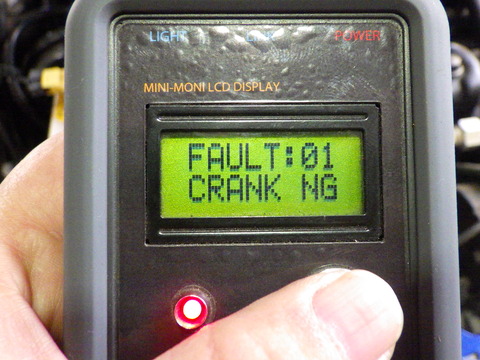 LIGHT POWER
MINI-MONI LCD DISPLAY
FAULT:01
CRANK NG